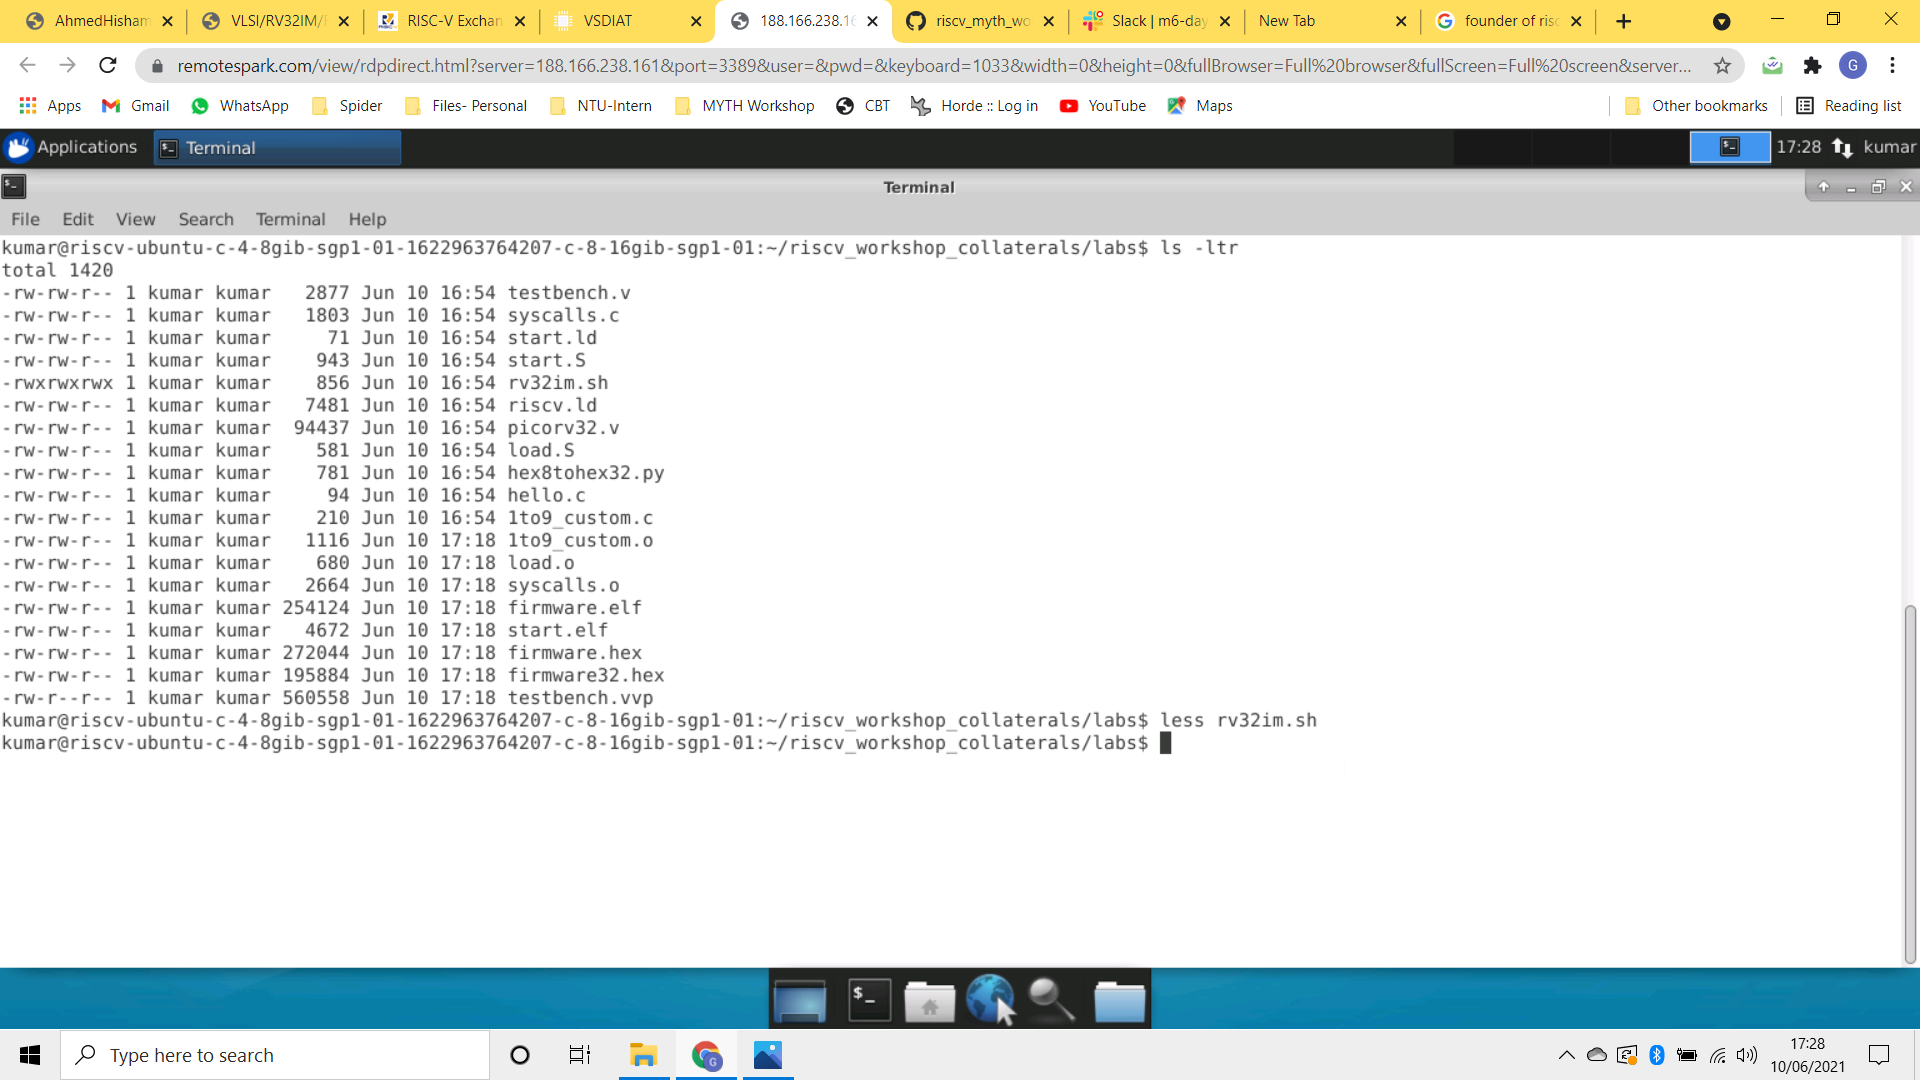 AhmedHisham
VLSI/RV32IM/
RISC-V Exchan
VSDIAT
188.166.238.16
riscv_myth_wo
Slack | m6-day
New Tab
founder of risc
remotespark.com/view/rdpdirect.html?server=188.166.238.161&port=3389&user=&pwd=&keyboard=1033&width=0&height=0&fullBrowser=Full%20browser&fullScreen=Full%20screen&server...
G
Apps Gmail WhatsApp Spider Files- Personal NTU-Intern MYTH Workshop CBT Horde :: Log in YouTube Maps Other bookmarks Reading list
Applications Terminal 17:28 kumar
Terminal
File Edit View Search Terminal Help
kumar@riscv-ubuntu-c-4-8gib-sgp1-01-1622963764207-c-8-16gib-sgp1-01:~/riscv_workshop_collaterals/labs$ ls -ltr
total 1420
-rw-rw-r-- 1 kumar kumar   2877 Jun 10 16:54 testbench.v
-rw-rw-r-- 1 kumar kumar   1803 Jun 10 16:54 syscalls.c
-rw-rw-r-- 1 kumar kumar     71 Jun 10 16:54 start.ld
-rw-rw-r-- 1 kumar kumar    943 Jun 10 16:54 start.S
-rwxrwxrwx 1 kumar kumar    856 Jun 10 16:54 rv32im.sh
-rw-rw-r-- 1 kumar kumar   7481 Jun 10 16:54 riscv.ld
-rw-rw-r-- 1 kumar kumar  94437 Jun 10 16:54 picorv32.v
-rw-rw-r-- 1 kumar kumar    581 Jun 10 16:54 load.S
-rw-rw-r-- 1 kumar kumar    781 Jun 10 16:54 hex8tohex32.py
-rw-rw-r-- 1 kumar kumar     94 Jun 10 16:54 hello.c
-rw-rw-r-- 1 kumar kumar    210 Jun 10 16:54 1to9_custom.c
-rw-rw-r-- 1 kumar kumar   1116 Jun 10 17:18 1to9_custom.o
-rw-rw-r-- 1 kumar kumar    680 Jun 10 17:18 load.o
-rw-rw-r-- 1 kumar kumar   2664 Jun 10 17:18 syscalls.o
-rw-rw-r-- 1 kumar kumar 254124 Jun 10 17:18 firmware.elf
-rw-rw-r-- 1 kumar kumar   4672 Jun 10 17:18 start.elf
-rw-rw-r-- 1 kumar kumar 272044 Jun 10 17:18 firmware.hex
-rw-rw-r-- 1 kumar kumar 195884 Jun 10 17:18 firmware32.hex
-rw-r--r-- 1 kumar kumar 560558 Jun 10 17:18 testbench.vvp
kumar@riscv-ubuntu-c-4-8gib-sgp1-01-1622963764207-c-8-16gib-sgp1-01:~/riscv_workshop_collaterals/labs$ less rv32im.sh
kumar@riscv-ubuntu-c-4-8gib-sgp1-01-1622963764207-c-8-16gib-sgp1-01:~/riscv_workshop_collaterals/labs$
Type here to search
17:28
10/06/2021